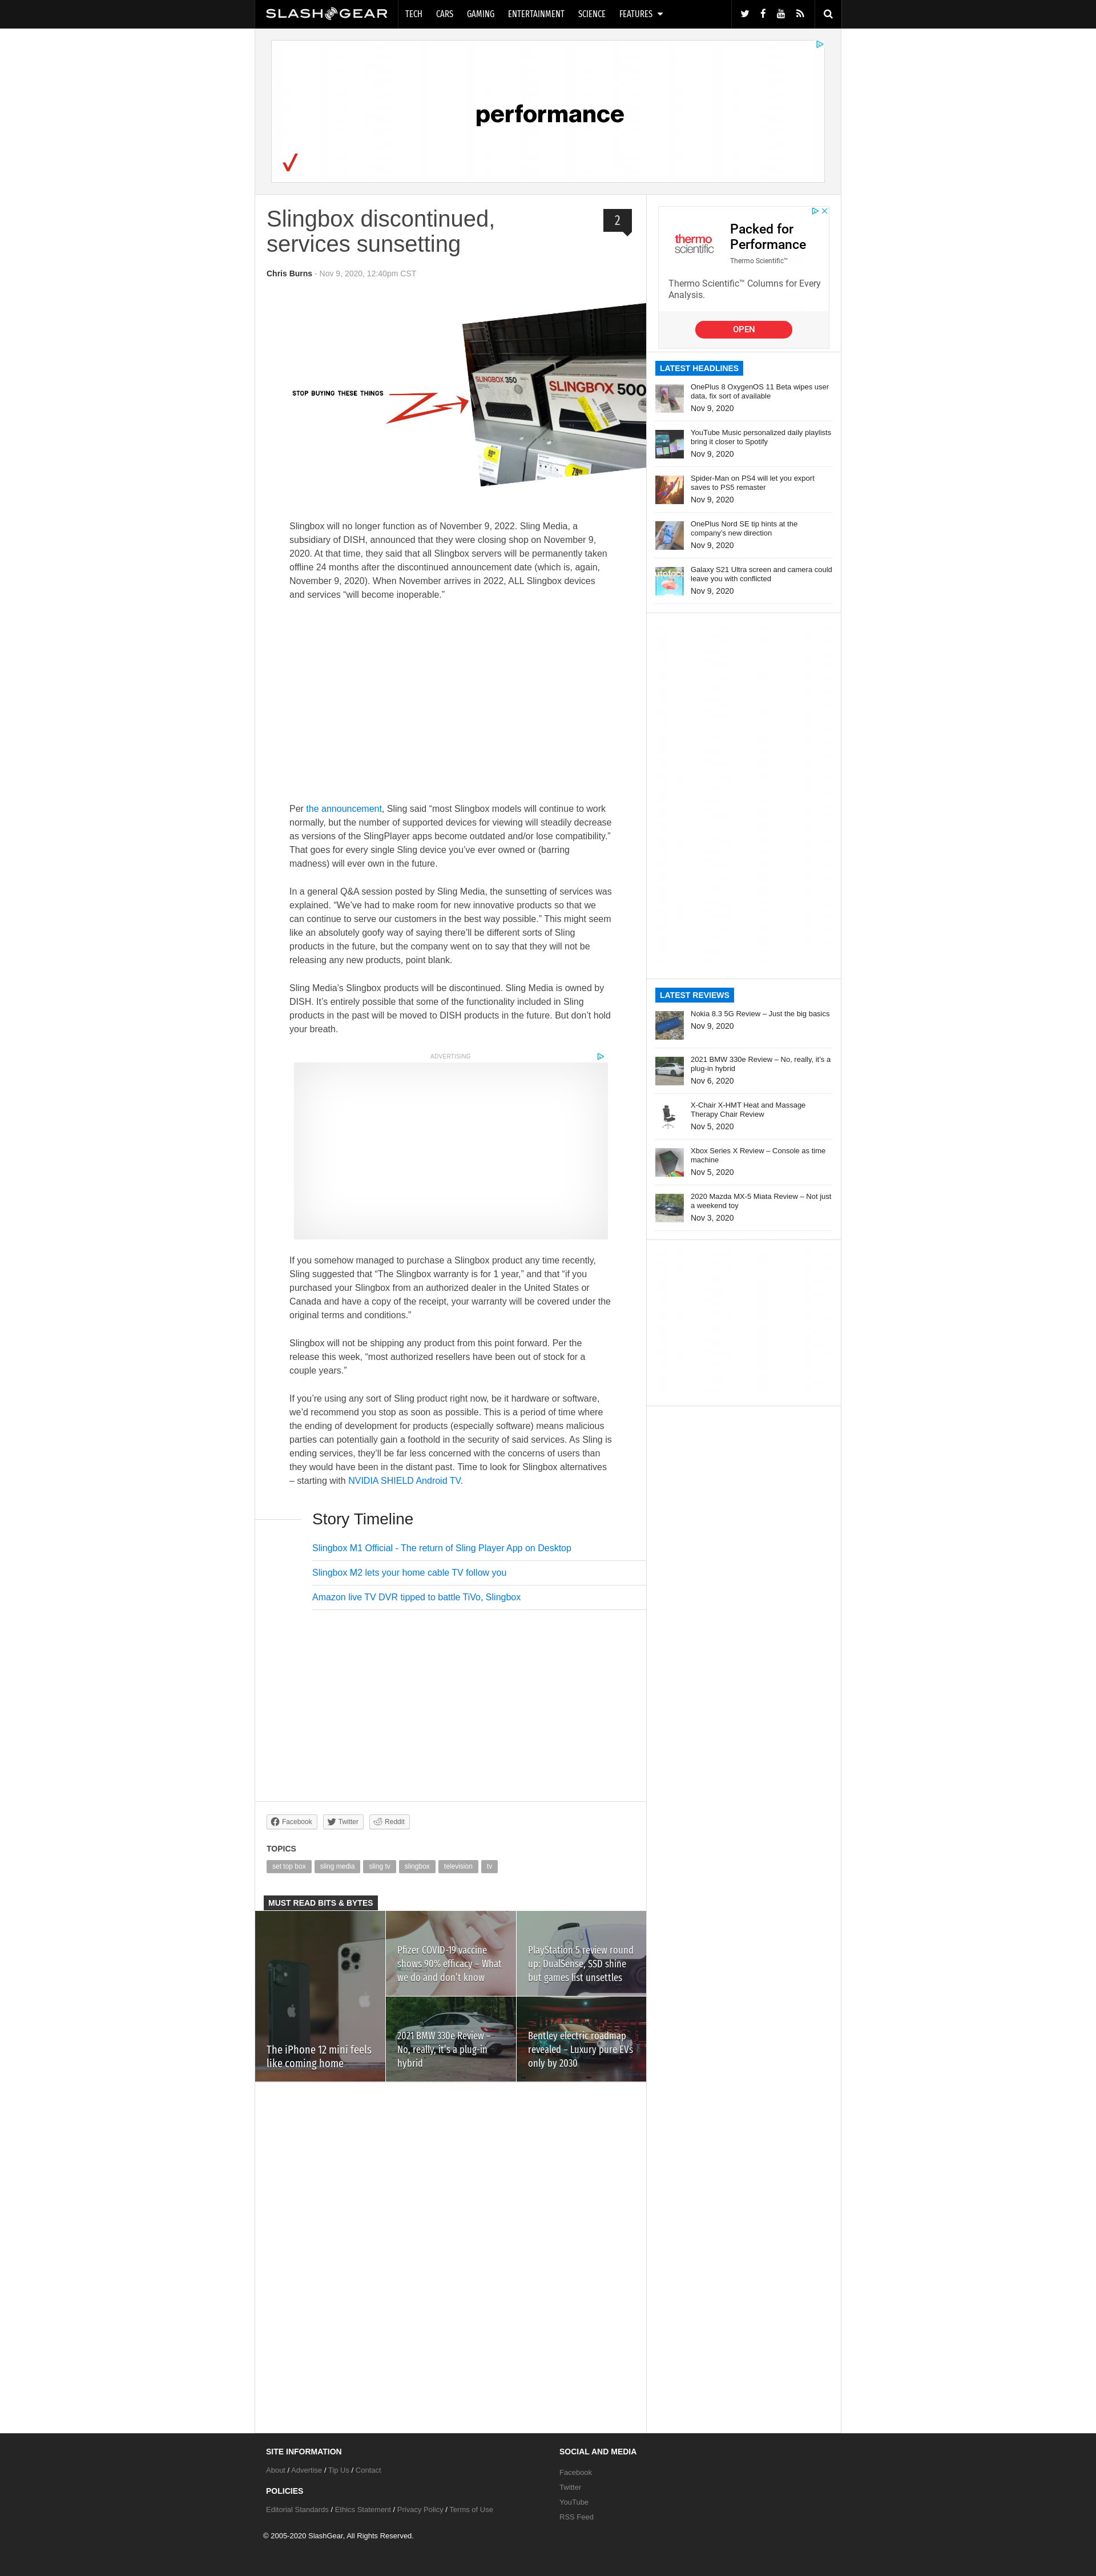 SLASHGEAR
TECH CARS GAMING ENTERTAINMENT SCIENCE FEATURES
performance
Slingbox discontinued,
services sunsetting
2
Chris Burns - Nov 9, 2020, 12:40pm CST
STOP BUYING THESE THINGS
SLINGBOX 350
SLINGBOX 500
Slingbox will no longer function as of November 9, 2022. Sling Media, a
subsidiary of DISH, announced that they were closing shop on November 9,
2020. At that time, they said that all Slingbox servers will be permanently taken
offline 24 months after the discontinued announcement date (which is, again,
November 9, 2020). When November arrives in 2022, ALL Slingbox devices
and services “will become inoperable.”
Per the announcement, Sling said “most Slingbox models will continue to work
normally, but the number of supported devices for viewing will steadily decrease
as versions of the SlingPlayer apps become outdated and/or lose compatibility.”
That goes for every single Sling device you’ve ever owned or (barring
madness) will ever own in the future.
In a general Q&A session posted by Sling Media, the sunsetting of services was
explained. “We’ve had to make room for new innovative products so that we
can continue to serve our customers in the best way possible.” This might seem
like an absolutely goofy way of saying there’ll be different sorts of Sling
products in the future, but the company went on to say that they will not be
releasing any new products, point blank.
Sling Media’s Slingbox products will be discontinued. Sling Media is owned by
DISH. It’s entirely possible that some of the functionality included in Sling
products in the past will be moved to DISH products in the future. But don’t hold
your breath.
ADVERTISING
If you somehow managed to purchase a Slingbox product any time recently,
Sling suggested that “The Slingbox warranty is for 1 year,” and that “if you
purchased your Slingbox from an authorized dealer in the United States or
Canada and have a copy of the receipt, your warranty will be covered under the
original terms and conditions.”
Slingbox will not be shipping any product from this point forward. Per the
release this week, “most authorized resellers have been out of stock for a
couple years.”
If you’re using any sort of Sling product right now, be it hardware or software,
we’d recommend you stop as soon as possible. This is a period of time where
the ending of development for products (especially software) means malicious
parties can potentially gain a foothold in the security of said services. As Sling is
ending services, they’ll be far less concerned with the concerns of users than
they would have been in the distant past. Time to look for Slingbox alternatives
– starting with NVIDIA SHIELD Android TV.
Story Timeline
Slingbox M1 Official - The return of Sling Player App on Desktop
Slingbox M2 lets your home cable TV follow you
Amazon live TV DVR tipped to battle TiVo, Slingbox
Facebook Twitter Reddit
TOPICS
set top box sling media sling tv slingbox television tv
MUST READ BITS & BYTES
The iPhone 12 mini feels
like coming home
Pfizer COVID-19 vaccine
shows 90% efficacy – What
we do and don't know
PlayStation 5 review round
up: DualSense, SSD shine
but games list unsettles
2021 BMW 330e Review –
No, really, it's a plug-in
hybrid
Bentley electric roadmap
revealed – Luxury pure EVs
only by 2030
thermo
scientific
Packed for
Performance
Thermo Scientific™
Thermo Scientific™ Columns for Every
Analysis.
OPEN
LATEST HEADLINES
OnePlus 8 OxygenOS 11 Beta wipes user
data, fix sort of available
Nov 9, 2020
YouTube Music personalized daily playlists
bring it closer to Spotify
Nov 9, 2020
Spider-Man on PS4 will let you export
saves to PS5 remaster
Nov 9, 2020
OnePlus Nord SE tip hints at the
company's new direction
Nov 9, 2020
Galaxy S21 Ultra screen and camera could
leave you with conflicted
Nov 9, 2020
LATEST REVIEWS
Nokia 8.3 5G Review – Just the big basics
Nov 9, 2020
2021 BMW 330e Review – No, really, it's a
plug-in hybrid
Nov 6, 2020
X-Chair X-HMT Heat and Massage
Therapy Chair Review
Nov 5, 2020
Xbox Series X Review – Console as time
machine
Nov 5, 2020
2020 Mazda MX-5 Miata Review – Not just
a weekend toy
Nov 3, 2020
SITE INFORMATION
About / Advertise / Tip Us / Contact
POLICIES
Editorial Standards / Ethics Statement / Privacy Policy / Terms of Use
© 2005-2020 SlashGear, All Rights Reserved.
SOCIAL AND MEDIA
Facebook
Twitter
YouTube
RSS Feed